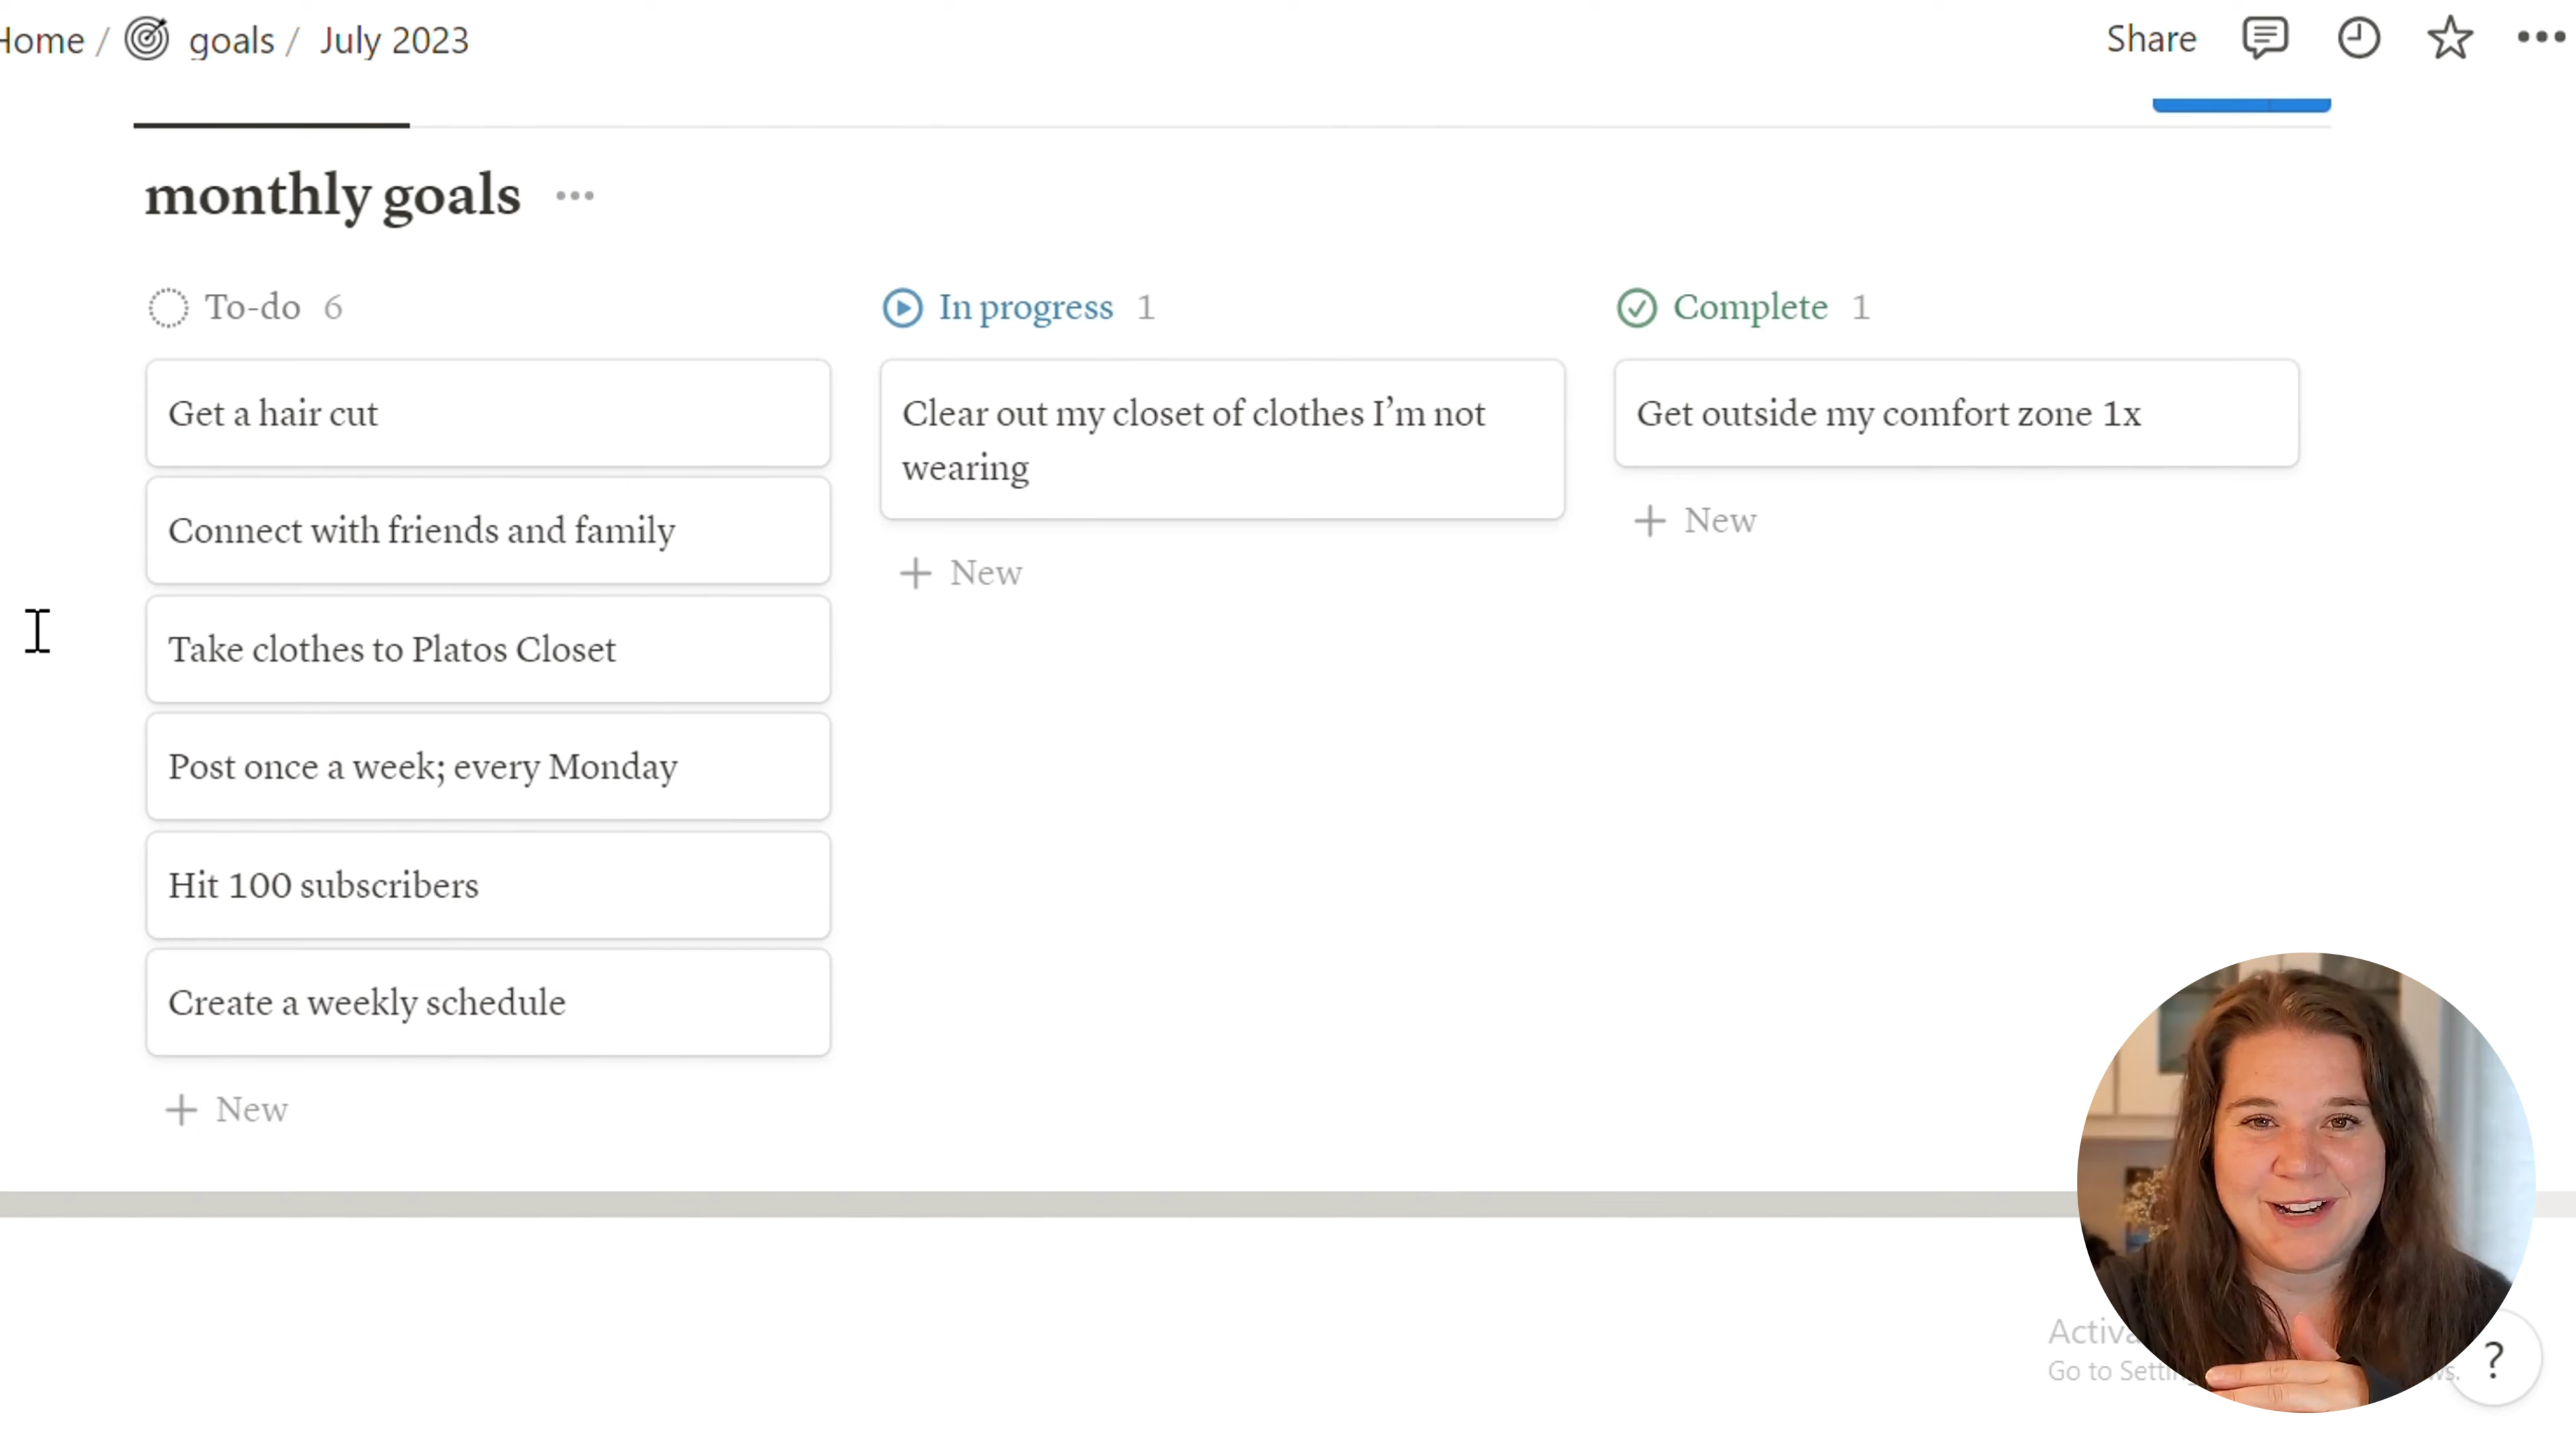 Home / goals / July 2023
Share
monthly goals
To-do 6
Get a hair cut
Connect with friends and family
Take clothes to Platos Closet
Post once a week; every Monday
Hit 100 subscribers
Create a weekly schedule
+ New
In progress 1
Clear out my closet of clothes I’m not
wearing
+ New
Complete 1
Get outside my comfort zone 1x
+ New
Go to
?